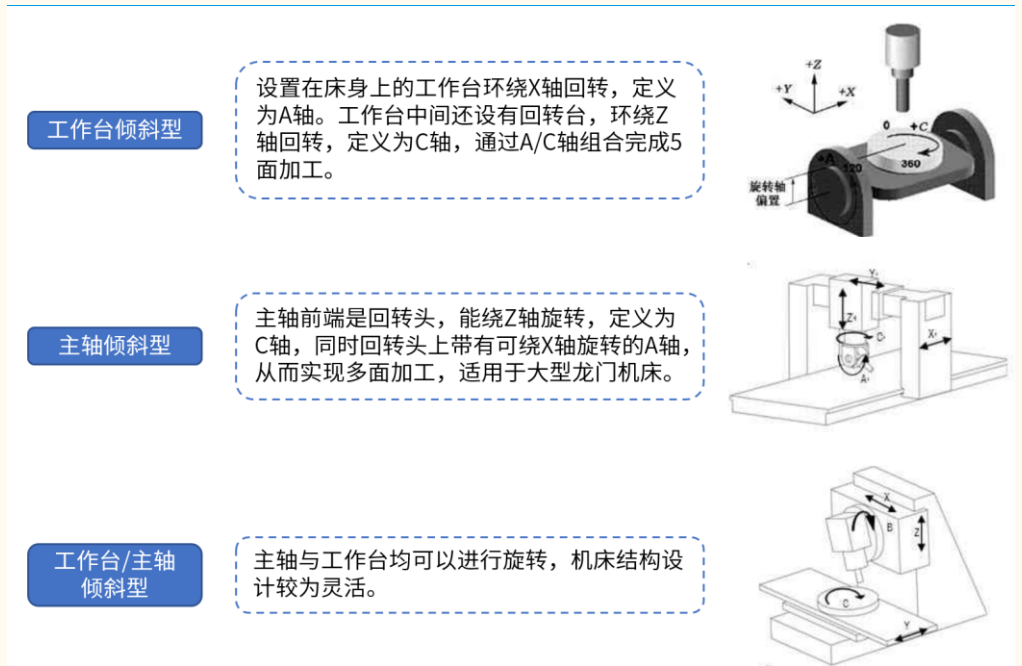 工作台倾斜型
设置在床身上的工作台环绕X轴回转，定义
为A轴。工作台中间还设有回转台，环绕Z
轴回转，定义为C轴，通过A/C轴组合完成5
面加工。
+Z
+Y
+X
0
+C
+A
120
360
旋转轴
偏置
主轴倾斜型
主轴前端是回转头，能绕Z轴旋转，定义为
C轴，同时回转头上带有可绕X轴旋转的A轴，
从而实现多面加工，适用于大型龙门机床。
工作台/主轴
倾斜型
主轴与工作台均可以进行旋转，机床结构设
计较为灵活。
X
B
Z
C
Y